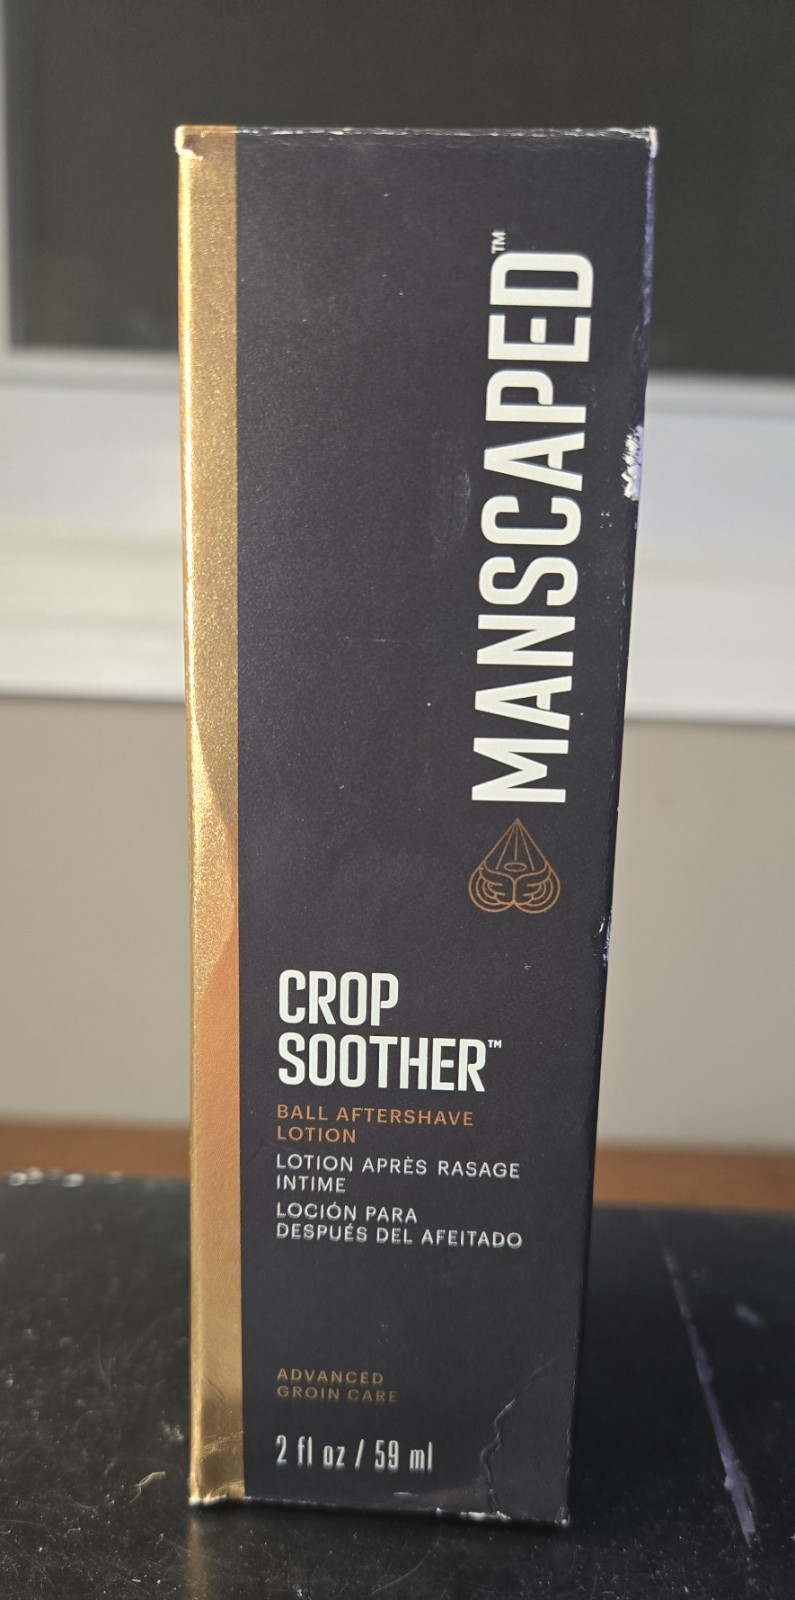 MANSCAPED™
CROP
SOOTHER™
BALL AFTERSHAVE
LOTION
LOTION APRÈS RASAGE
INTIME
LOCIÓN PARA
DESPUÉS DEL AFEITADO
ADVANCED
GROIN CARE
2 fl oz / 59 ml